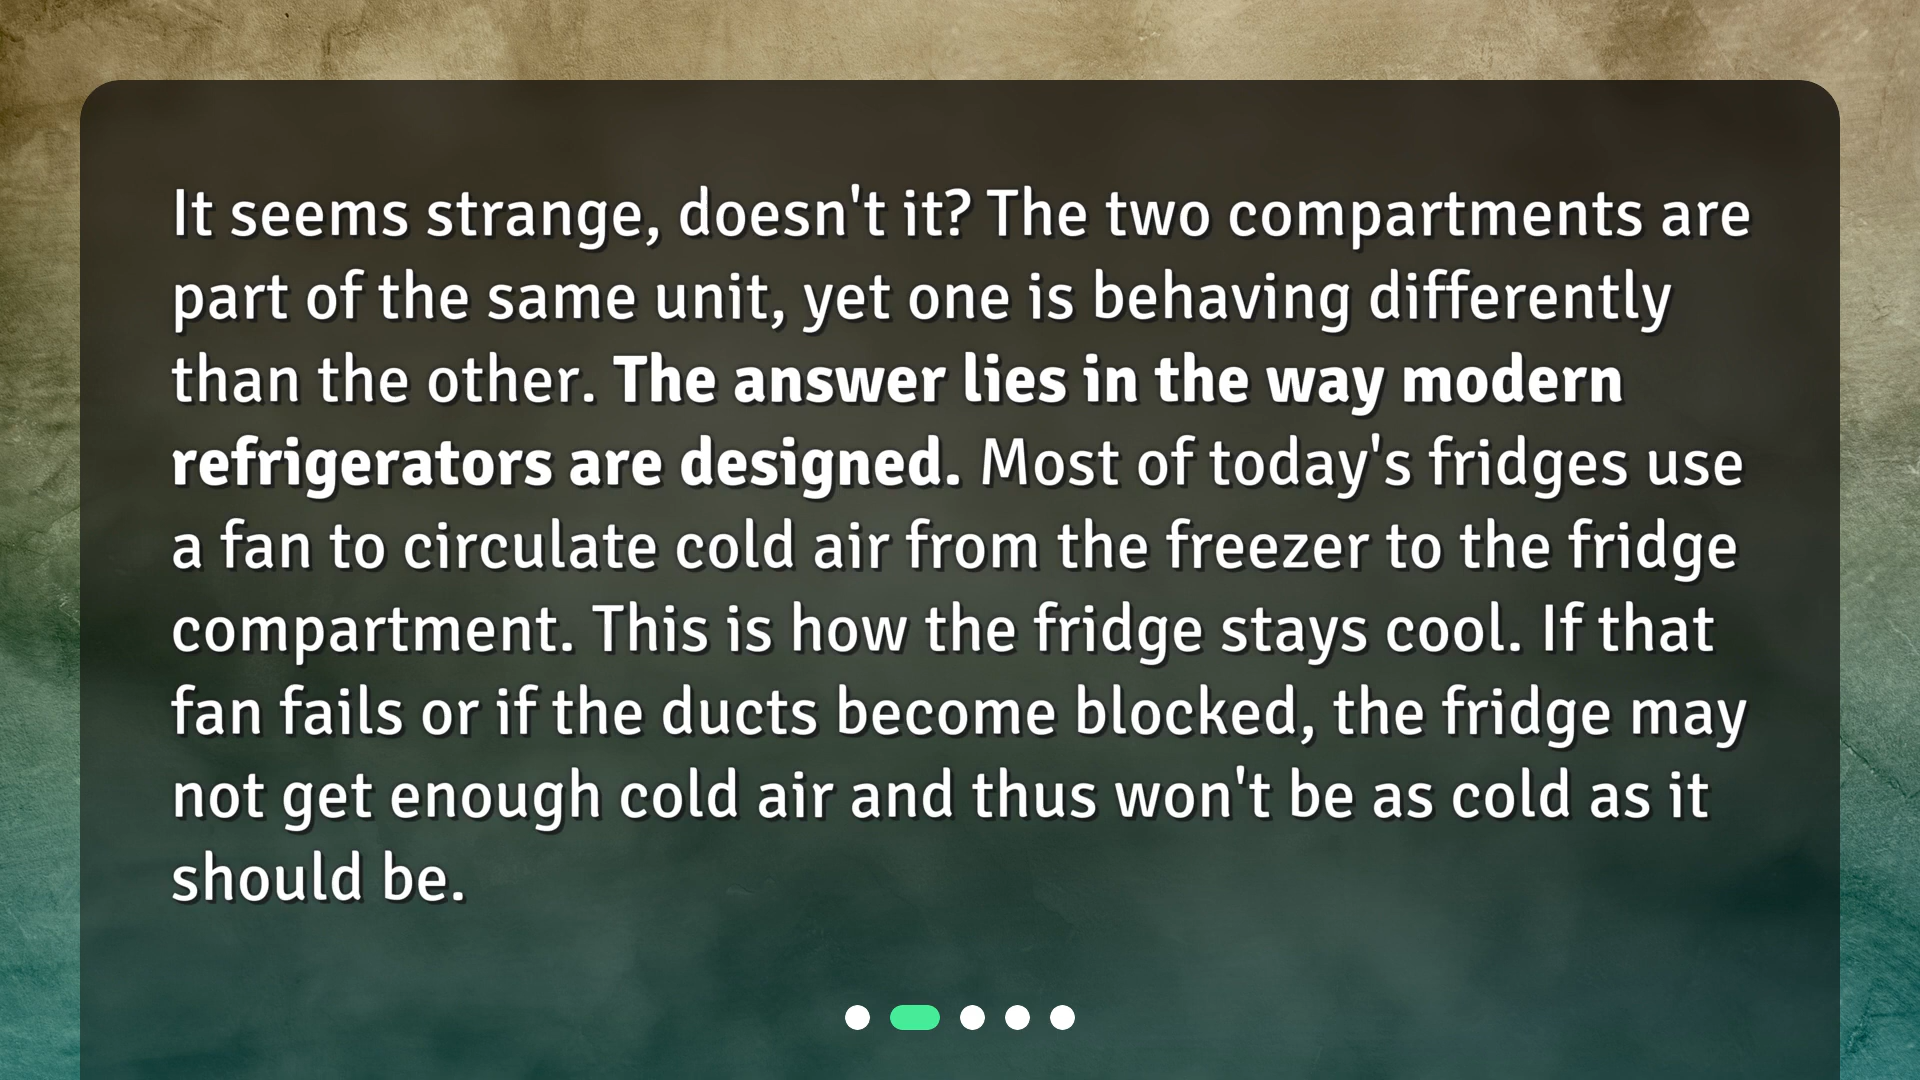 It seems strange, doesn't it? The two compartments are
part of the same unit, yet one is behaving differently
than the other. The answer lies in the way modern
refrigerators are designed. Most of today's fridges use
a fan to circulate cold air from the freezer to the fridge
compartment. This is how the fridge stays cool. If that
fan fails or if the ducts become blocked, the fridge may
not get enough cold air and thus won't be as cold as it
should be.